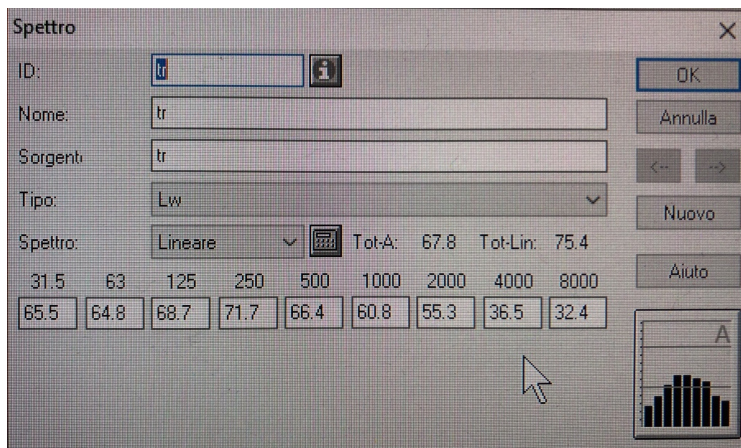 Spettro
ID: tr OK
Nome: tr Annulla
Sorgenti tr <-- -->
Tipo: Lw Nuovo
Spettro: Lineare Tot-A: 67.8 Tot-Lin: 75.4
31.5 63 125 250 500 1000 2000 4000 8000 Aiuto
65.5 64.8 68.7 71.7 66.4 60.8 55.3 36.5 32.4
A